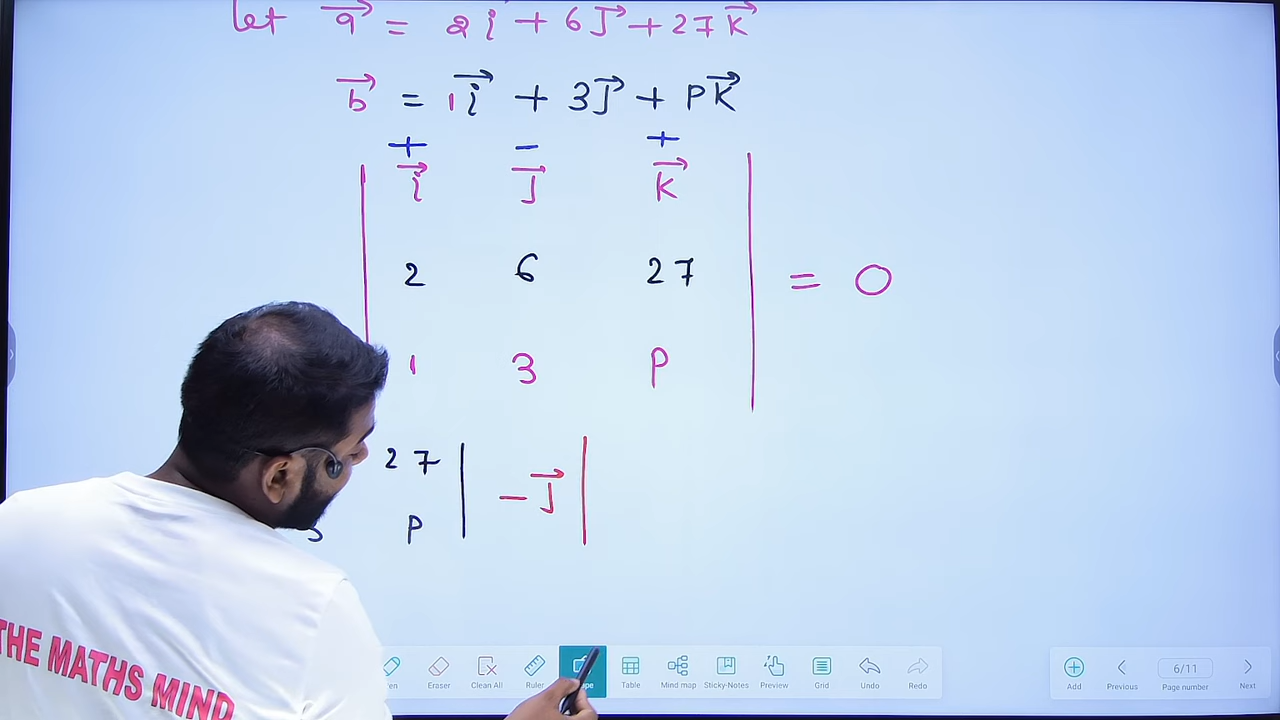 let a⃗ = 2i⃗ + 6J⃗ + 27K⃗
b⃗ = 1i⃗ + 3J⃗ + PK⃗
+ − +
i⃗ J⃗ K⃗
2 6 27 = 0
1 3 P
27 | −J⃗ |
P
THE MATHS MIND
Eraser Clean All Ruler Table Mind map Sticky-Notes Preview Grid Undo Redo
Add Previous 6/11 Page number Next